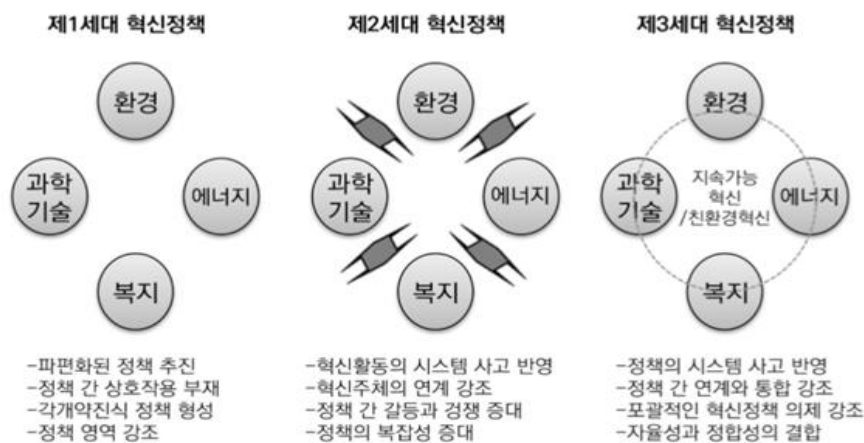 제1세대 혁신정책
환경
과학
기술
에너지
복지
-파편화된 정책 추진
-정책 간 상호작용 부재
-각개약진식 정책 형성
-정책 영역 강조
제2세대 혁신정책
환경
과학
기술
에너지
복지
-혁신활동의 시스템 사고 반영
-혁신주체의 연계 강조
-정책 간 갈등과 경쟁 증대
-정책의 복잡성 증대
제3세대 혁신정책
환경
과학
기술
지속가능
혁신
/친환경혁신
에너지
복지
-정책의 시스템 사고 반영
-정책 간 연계와 통합 강조
-포괄적인 혁신정책 의제 강조
-자율성과 정합성의 결합